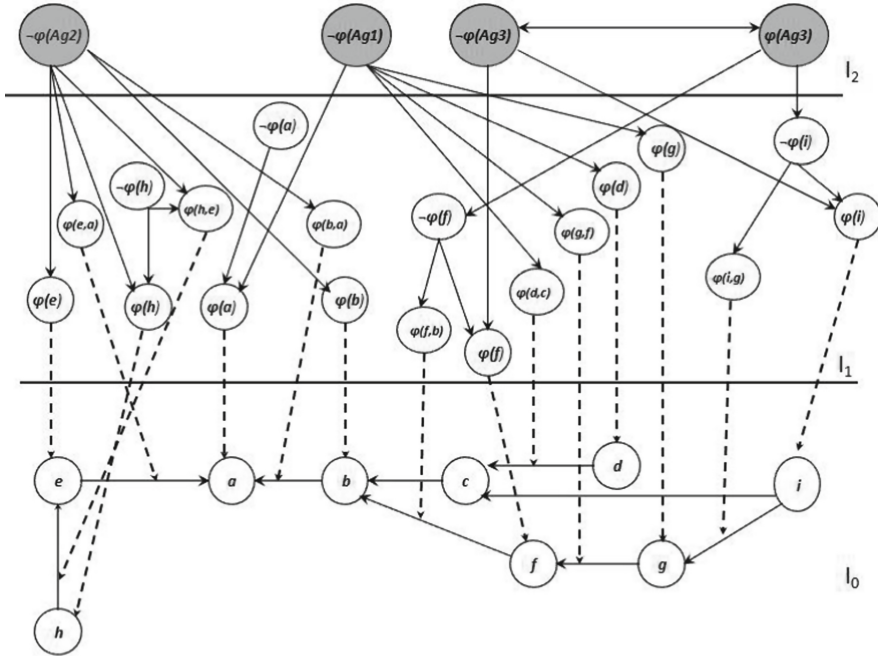 ¬φ(Ag2)
¬φ(Ag1)
¬φ(Ag3)
φ(Ag3)
l2
¬φ(a)
¬φ(i)
φ(g)
¬φ(h)
φ(d)
φ(h,e)
φ(e,a)
φ(b,a)
¬φ(f)
φ(g,f)
φ(i)
φ(i,g)
φ(d,c)
φ(e)
φ(h)
φ(a)
φ(b)
φ(f,b)
φ(f)
l1
e
a
b
c
d
i
f
g
l0
h